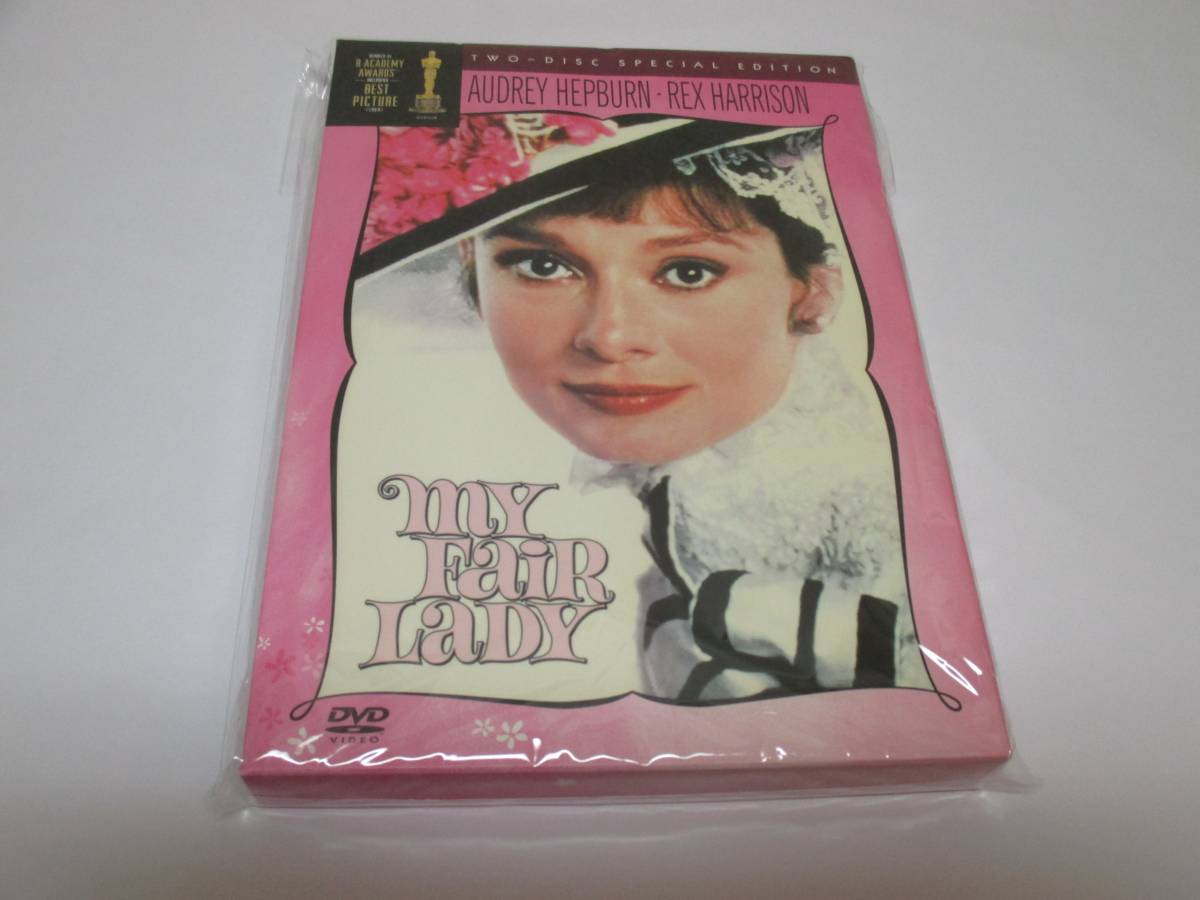 WINNER OF
8 ACADEMY
AWARDS
INCLUDING
BEST
PICTURE
TWO-DISC SPECIAL EDITION
AUDREY HEPBURN · REX HARRISON
MY
FaiR
LaDY
DVD
VIDEO